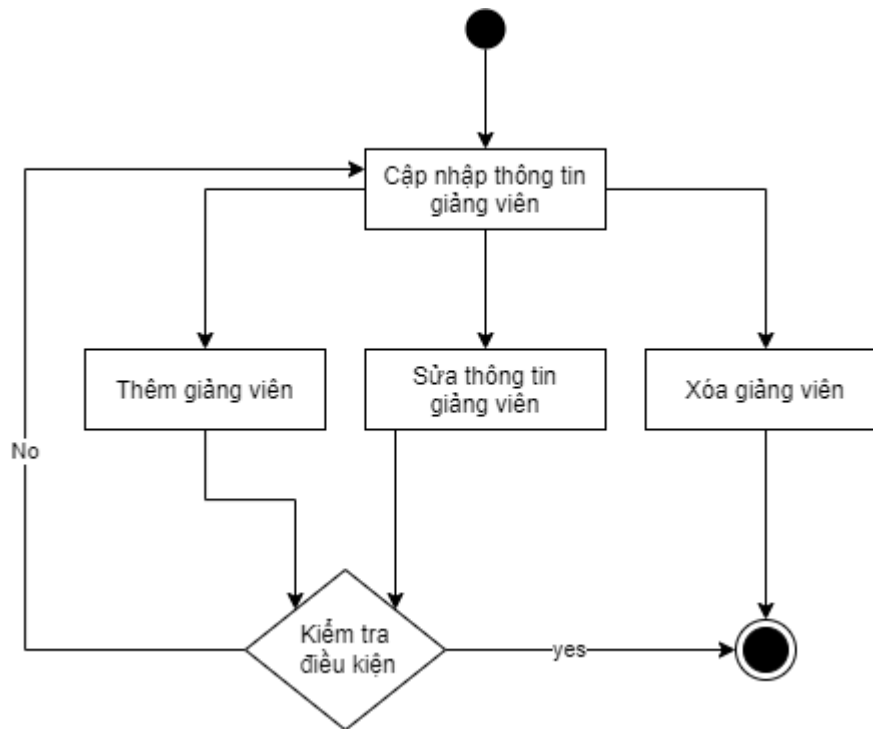 Cập nhập thông tin
giảng viên
Thêm giảng viên
Sửa thông tin
giảng viên
Xóa giảng viên
No
Kiểm tra
điều kiện
yes